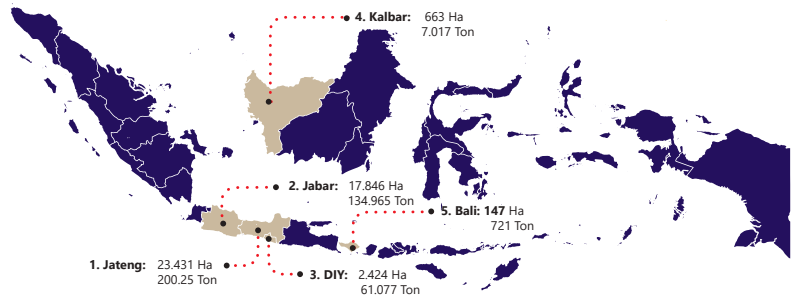 4. Kalbar: 663 Ha
7.017 Ton
2. Jabar: 17.846 Ha
134.965 Ton
5. Bali: 147 Ha
721 Ton
1. Jateng: 23.431 Ha
200.25 Ton
3. DIY: 2.424 Ha
61.077 Ton